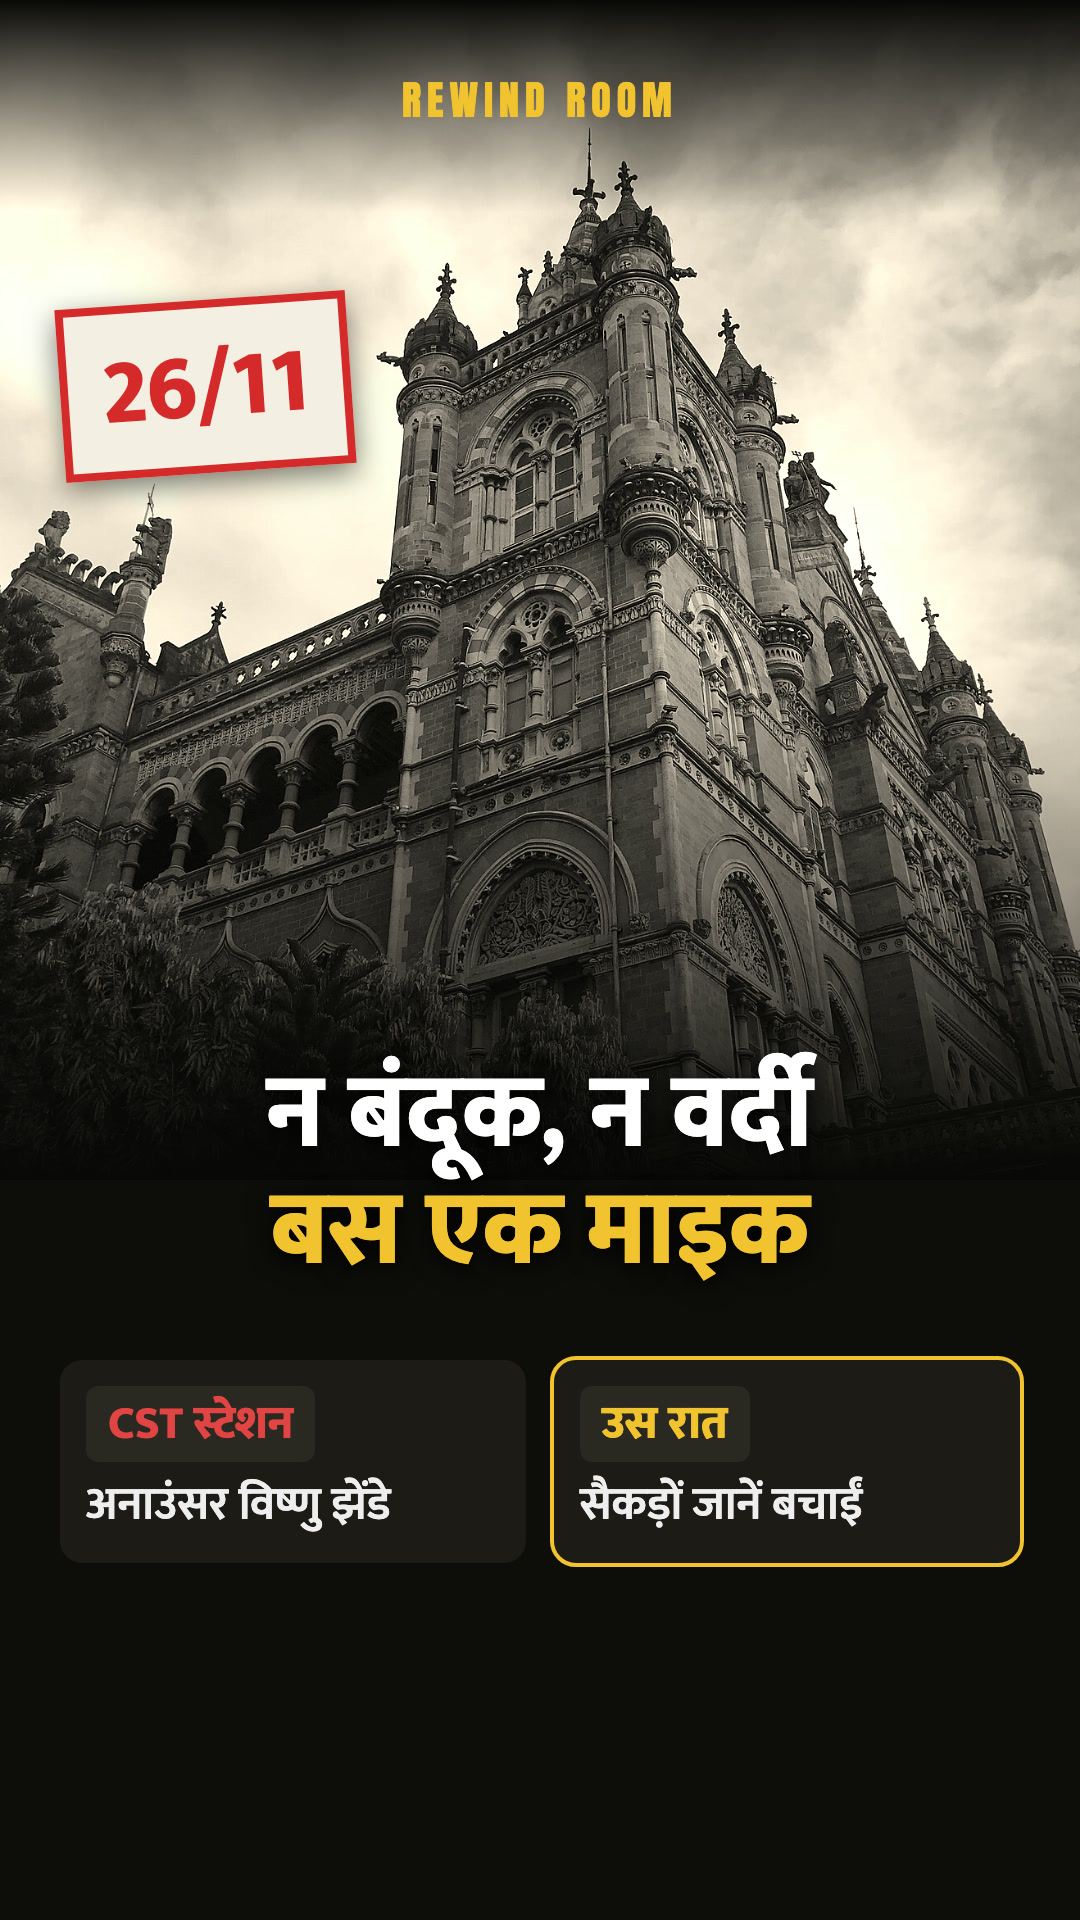 REWIND ROOM
26/11
न बंदूक, न वर्दी
बस एक माइक
CST स्टेशन
अनाउंसर विष्णु झेंडे
उस रात
सैकड़ों जानें बचाईं